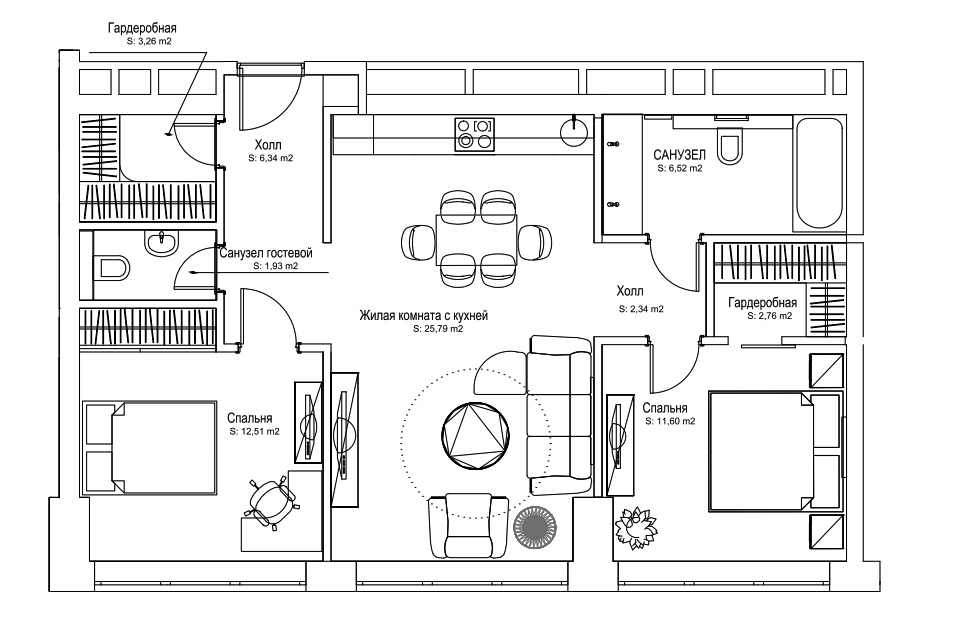 Гардеробная
S: 3,26 m2
Холл
S: 6,34 m2
САНУЗЕЛ
S: 6,52 m2
Санузел гостевой
S: 1,93 m2
Холл
S: 2,34 m2
Гардеробная
S: 2,76 m2
Жилая комната с кухней
S: 25,79 m2
Спальня
S: 12,51 m2
Спальня
S: 11,60 m2